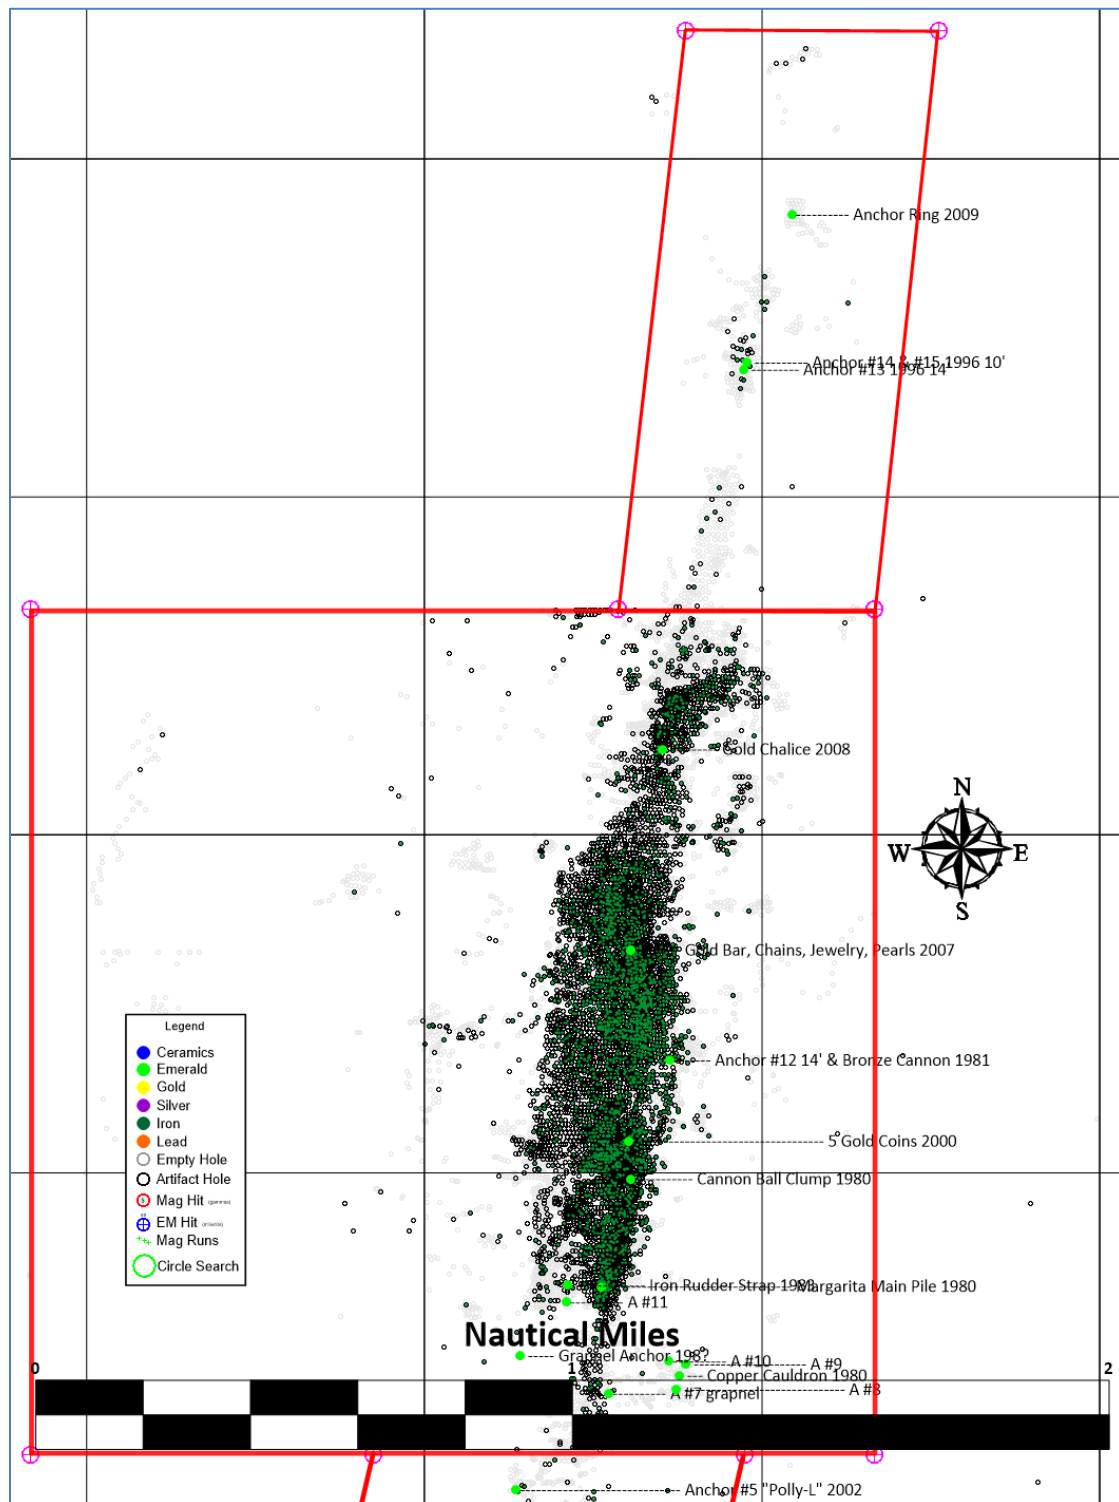 Anchor Ring 2009
Anchor #14 & #15 1996 10'
Anchor #13 1996 14'
Gold Chalice 2008
N
W
E
S
Gold Bar, Chains, Jewelry, Pearls 2007
Legend
Ceramics
Emerald
Gold
Silver
Iron
Lead
Empty Hole
Artifact Hole
Mag Hit
EM Hit
Mag Runs
Circle Search
Anchor #12 14' & Bronze Cannon 1981
5 Gold Coins 2000
Cannon Ball Clump 1980
Iron Rudder Strap
Margarita Main Pile 1980
A #11
Nautical Miles
Grapnel Anchor 198?
A #10
A #9
Copper Cauldron 1980
A #8
A #7 grapnel
0
1
2
Anchor #5 "Polly-L" 2002